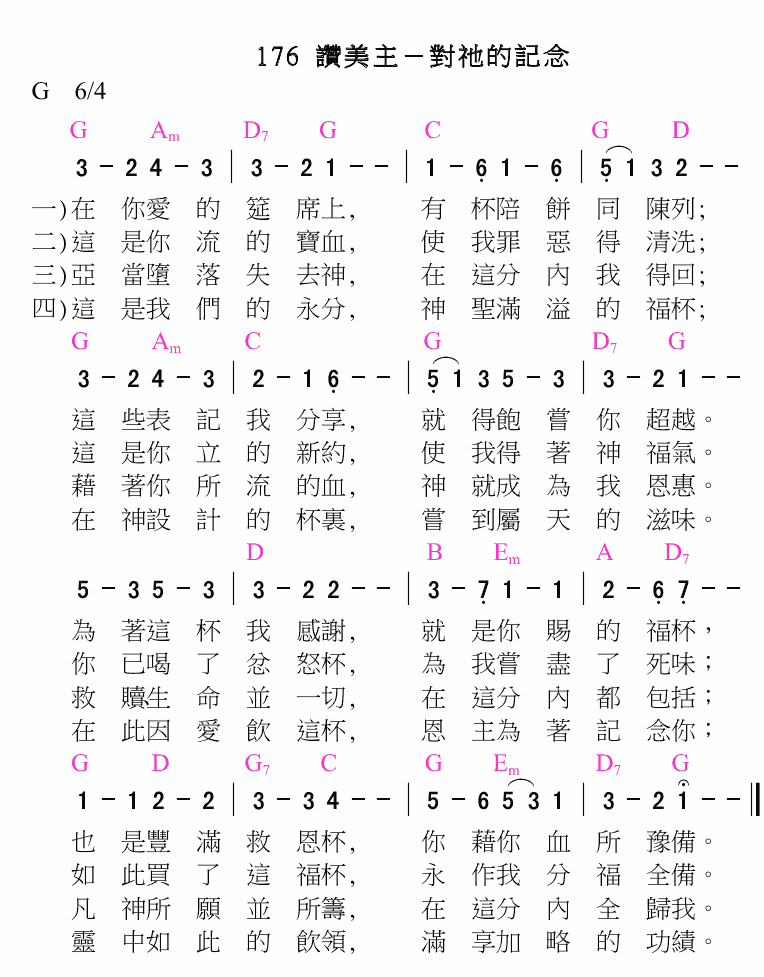 176 讚美主－對祂的記念
G 6/4
G Am D7 G C G D
3 - 2 4 - 3 | 3 - 2 1 - - | 1 - 6 1 - 6 | 5 1 3 2 - -
一)在 你愛 的 筵 席上, 有 杯陪 餅 同 陳列;
二)這 是你 流 的 寶血, 使 我罪 惡 得 清洗;
三)亞 當墮 落 失 去神, 在 這分 內 我 得回;
四)這 是我 們 的 永分, 神 聖滿 溢 的 福杯;
G Am C G D7 G
3 - 2 4 - 3 | 2 - 1 6 - - | 5 1 3 5 - 3 | 3 - 2 1 - -
這 些表 記 我 分享, 就 得飽 嘗 你 超越。
這 是你 立 的 新約, 使 我得 著 神 福氣。
藉 著你 所 流 的血, 神 就成 為 我 恩惠。
在 神設 計 的 杯裏, 嘗 到屬 天 的 滋味。
D B Em A D7
5 - 3 5 - 3 | 3 - 2 2 - - | 3 - 7 1 - 1 | 2 - 6 7 - -
為 著這 杯 我 感謝, 就 是你 賜 的 福杯，
你 已喝 了 忿 怒杯, 為 我嘗 盡 了 死味；
救 贖生 命 並 一切, 在 這分 內 都 包括；
在 此因 愛 飲 這杯, 恩 主為 著 記 念你；
G D G7 C G Em D7 G
1 - 1 2 - 2 | 3 - 3 4 - - | 5 - 6 5 3 1 | 3 - 2 1 - - ||
也 是豐 滿 救 恩杯, 你 藉你 血 所 豫備。
如 此買 了 這 福杯, 永 作我 分 福 全備。
凡 神所 願 並 所籌, 在 這分 內 全 歸我。
靈 中如 此 的 飲領, 滿 享加 略 的 功績。